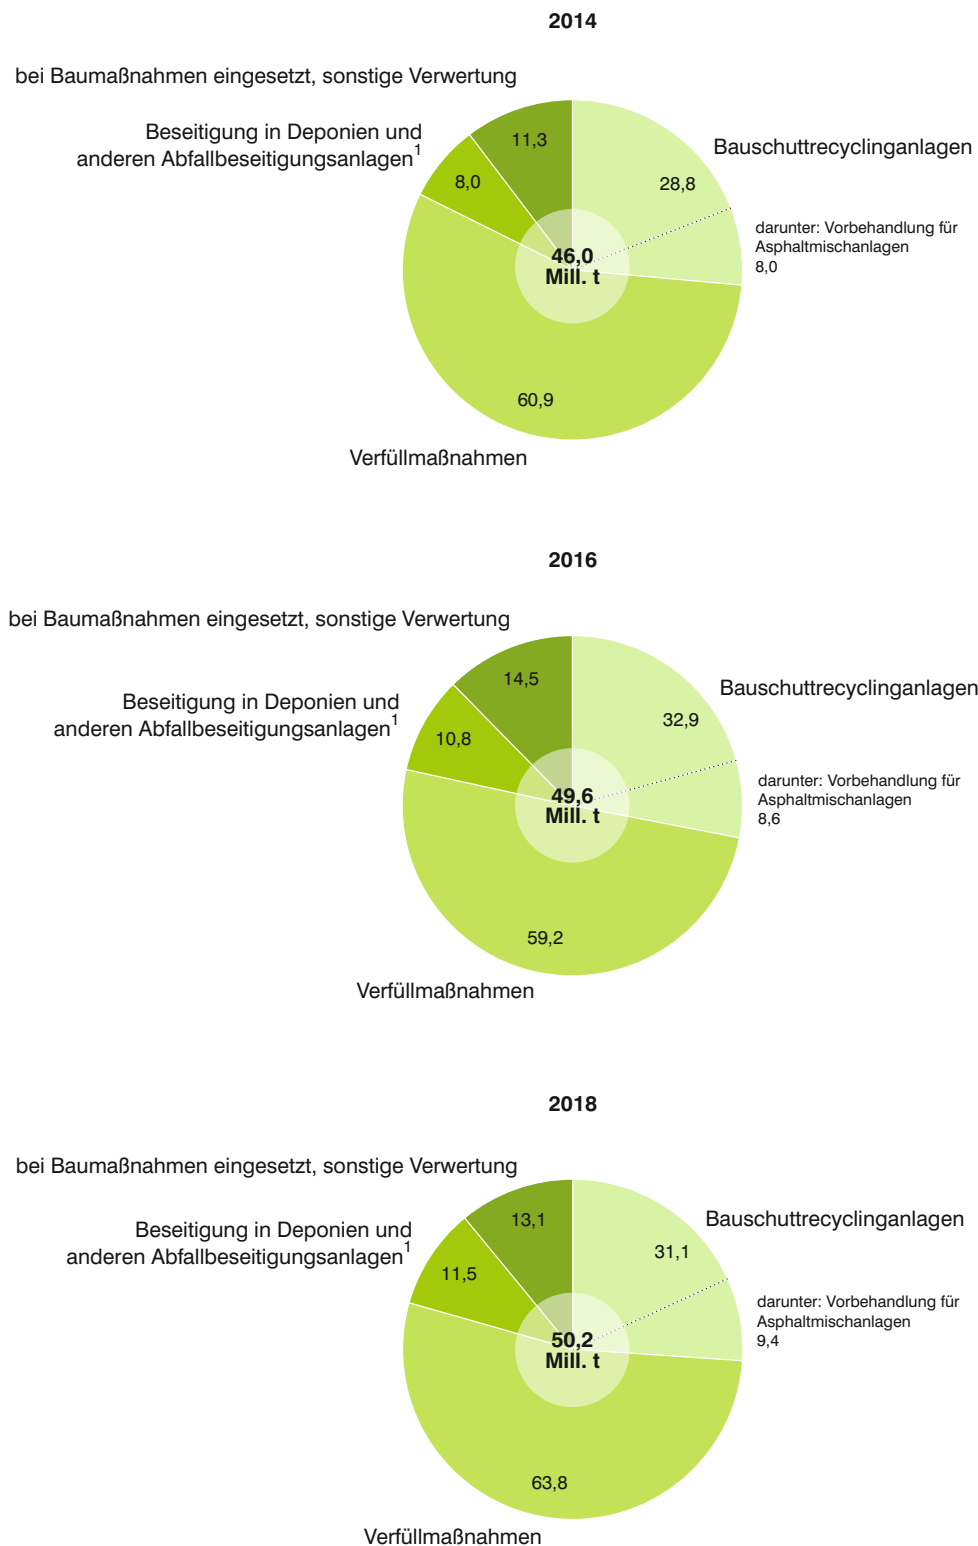 2014
bei Baumaßnahmen eingesetzt, sonstige Verwertung
Beseitigung in Deponien und
anderen Abfallbeseitigungsanlagen1
11,3
8,0
Bauschuttrecyclinganlagen
28,8
darunter: Vorbehandlung für
Asphaltmischanlagen
8,0
46,0
Mill. t
60,9
Verfüllmaßnahmen
2016
bei Baumaßnahmen eingesetzt, sonstige Verwertung
Beseitigung in Deponien und
anderen Abfallbeseitigungsanlagen1
14,5
10,8
Bauschuttrecyclinganlagen
32,9
darunter: Vorbehandlung für
Asphaltmischanlagen
8,6
49,6
Mill. t
59,2
Verfüllmaßnahmen
2018
bei Baumaßnahmen eingesetzt, sonstige Verwertung
Beseitigung in Deponien und
anderen Abfallbeseitigungsanlagen1
13,1
11,5
Bauschuttrecyclinganlagen
31,1
darunter: Vorbehandlung für
Asphaltmischanlagen
9,4
50,2
Mill. t
63,8
Verfüllmaßnahmen